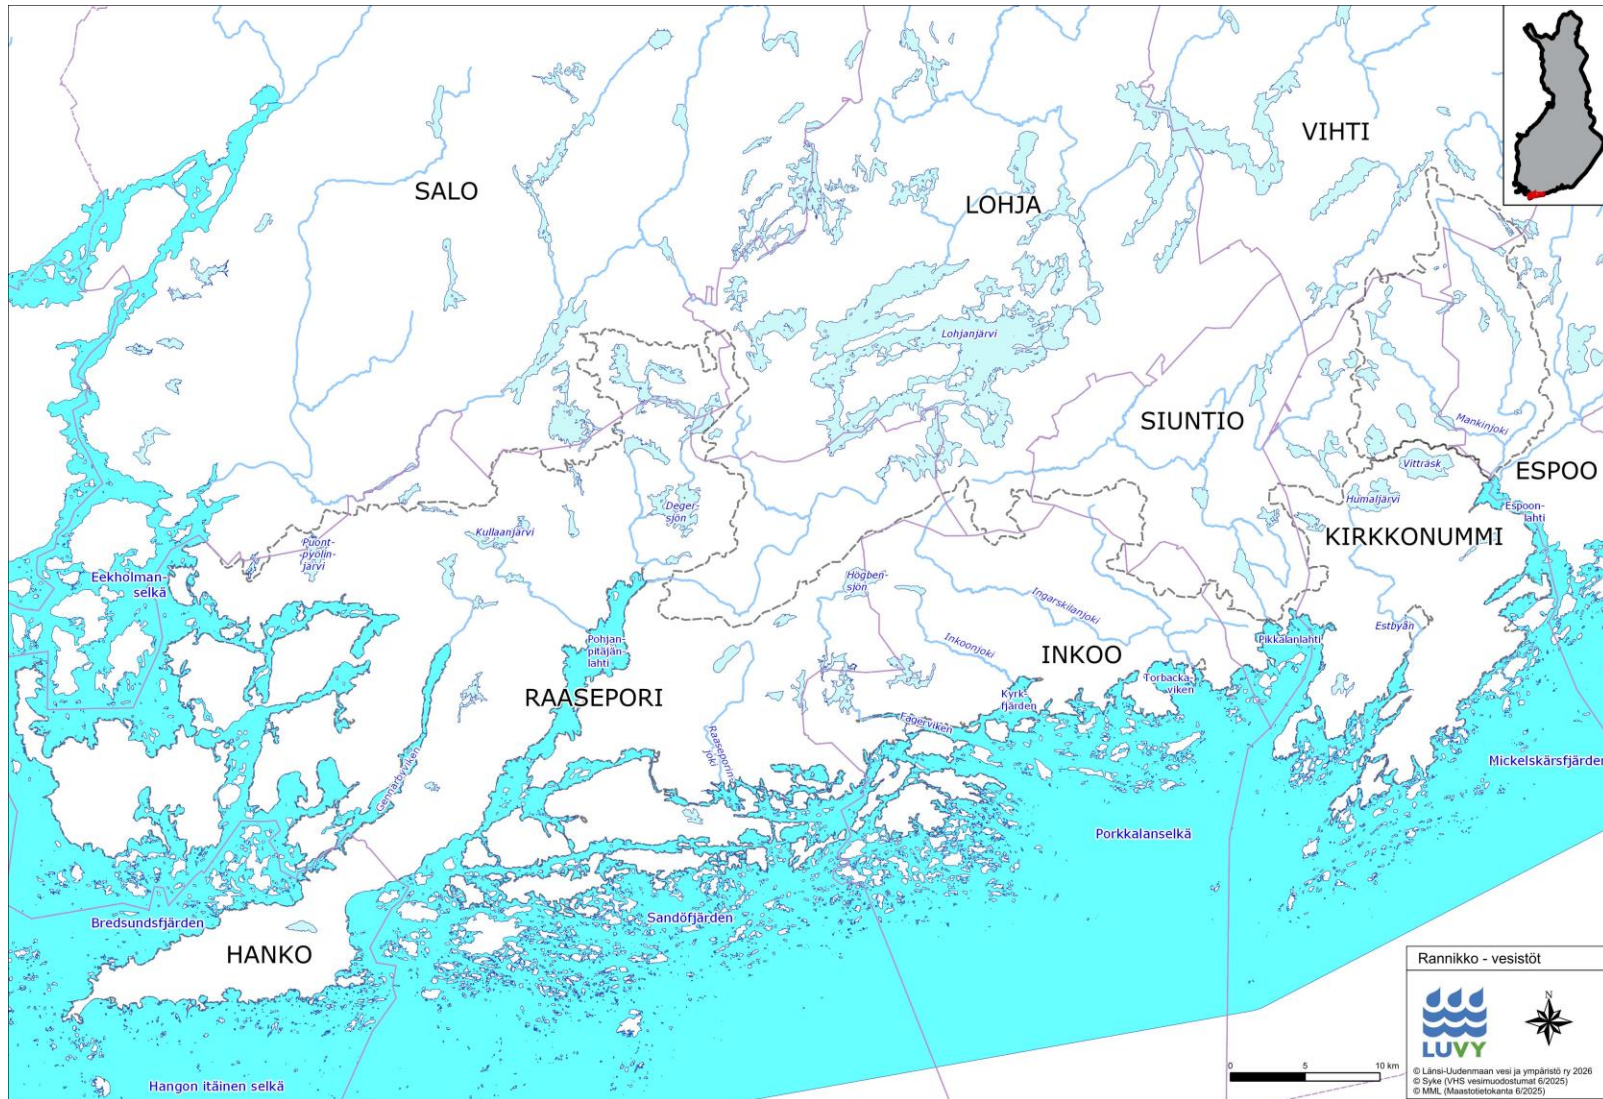 VIHTI
SALO
LOHJA
Lohjanjärvi
SIUNTIO
Mankinjoki
Vitträsk
ESPOO
Humaljärvi
Espoon-
lahti
Deger-
sjön
Kullaanjärvi
KIRKKONUMMI
Puont-
pyölin-
järvi
Eekholman-
selkä
Högben-
sjön
Ingarskilanjoki
Estbyån
Pohjan-
pitäjän-
lahti
Inkoonjoki
INKOO
Pikkalanlahti
Torbacka-
viken
RAASEPORI
Kyrk-
fjärden
Fagerviken
Raaseporin-
joki
Gennarbyviken
Mickelskärsfjärden
Porkkalanselkä
Bredsundsfjärden
Sandöfjärden
HANKO
Hangon itäinen selkä
Rannikko - vesistöt
N
LUVY
0 5 10 km
© Länsi-Uudenmaan vesi ja ympäristö ry 2026
© Syke (VHS vesimuodostumat 6/2025)
© MML (Maastotietokanta 6/2025)